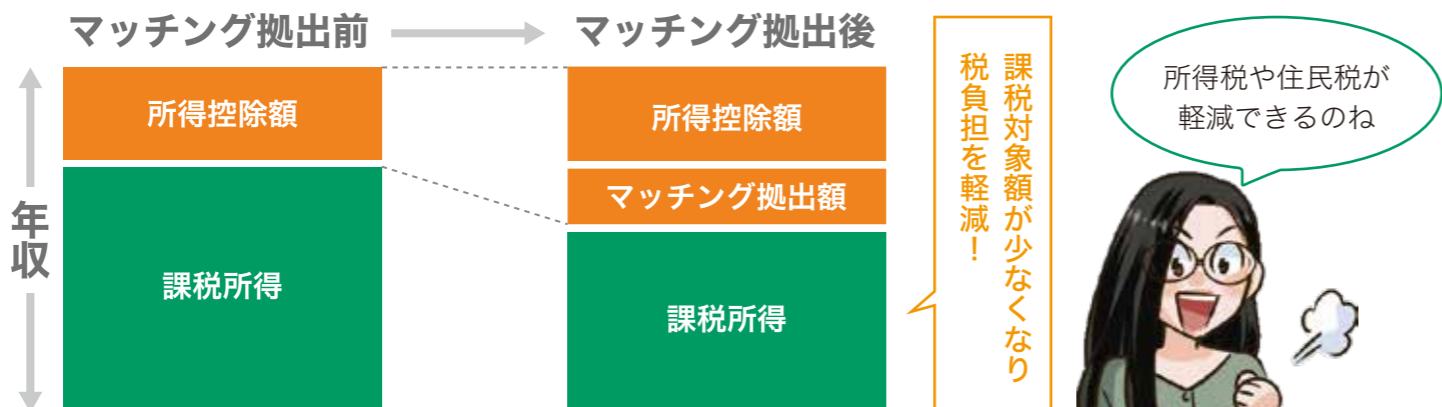 マッチング拠出前
マッチング拠出後
年収
所得控除額
課税所得
所得控除額
マッチング拠出額
課税所得
課税対象額が少なくなり
税負担を軽減！
所得税や住民税が
軽減できるのね